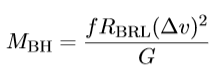 M_BH = f R_BRL (Δv)² / G